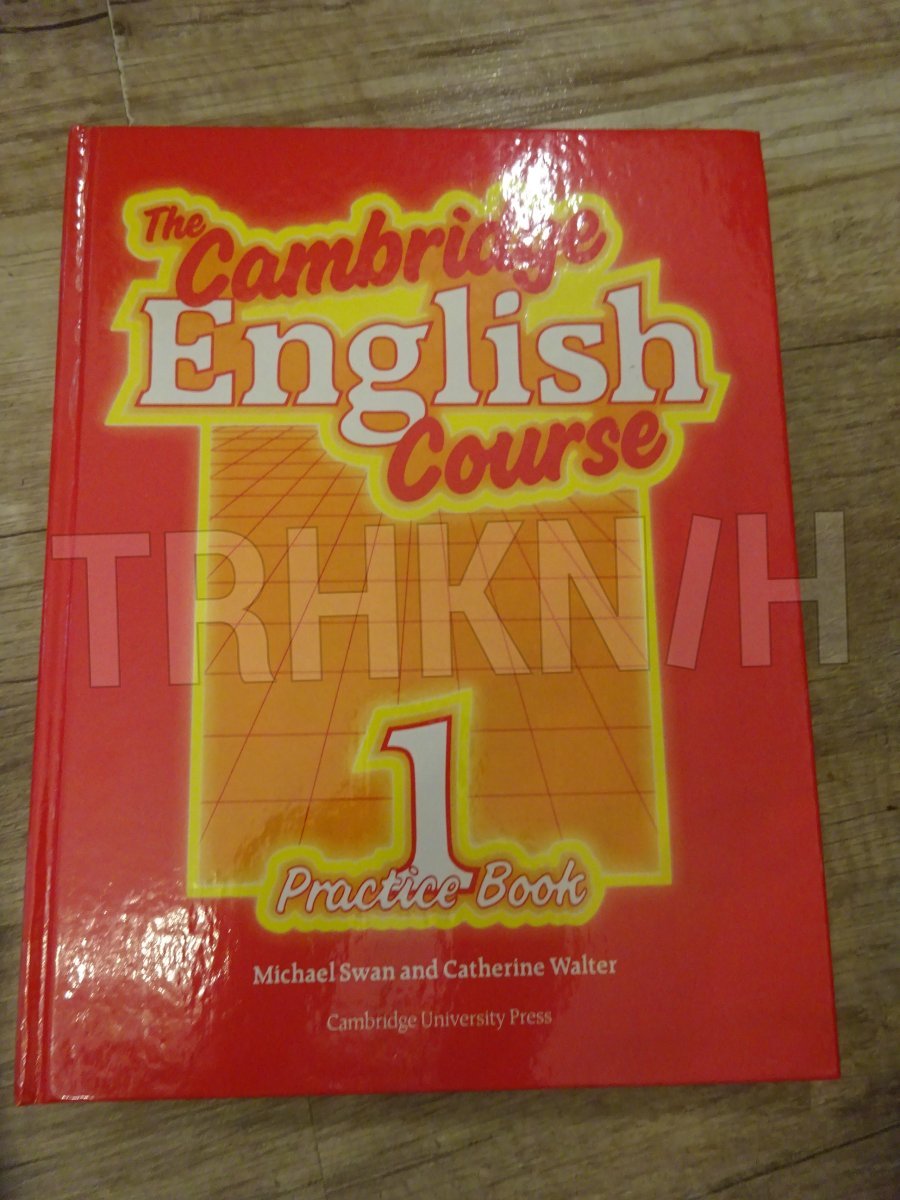 The
Cambridge
English
Course
TRHKN/H
1
Practice Book
Michael Swan and Catherine Walter
Cambridge University Press